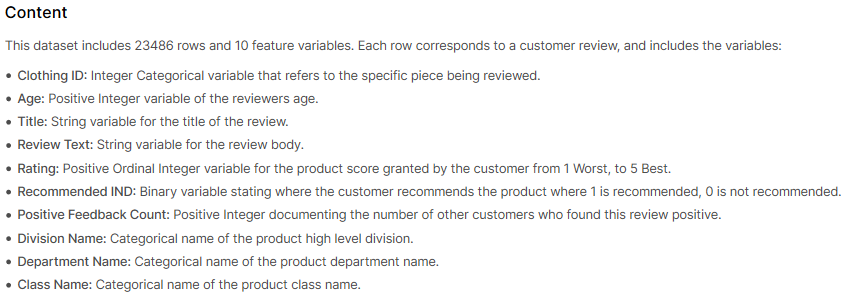 Content
This dataset includes 23486 rows and 10 feature variables. Each row corresponds to a customer review, and includes the variables:
• Clothing ID: Integer Categorical variable that refers to the specific piece being reviewed.
• Age: Positive Integer variable of the reviewers age.
• Title: String variable for the title of the review.
• Review Text: String variable for the review body.
• Rating: Positive Ordinal Integer variable for the product score granted by the customer from 1 Worst, to 5 Best.
• Recommended IND: Binary variable stating where the customer recommends the product where 1 is recommended, 0 is not recommended.
• Positive Feedback Count: Positive Integer documenting the number of other customers who found this review positive.
• Division Name: Categorical name of the product high level division.
• Department Name: Categorical name of the product department name.
• Class Name: Categorical name of the product class name.